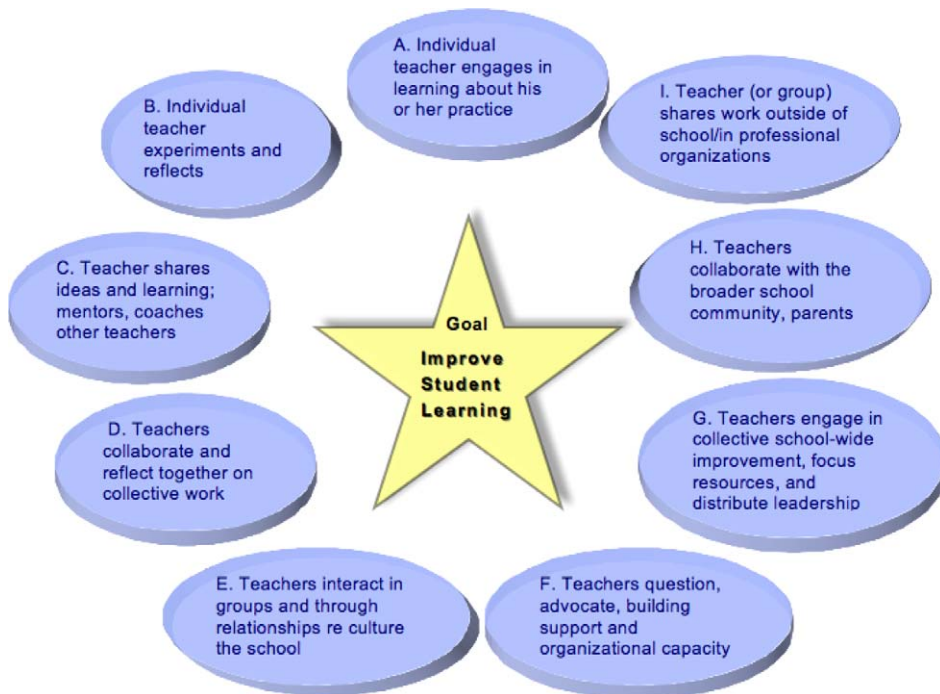 A. Individual
teacher engages in
learning about his
or her practice
B. Individual
teacher
experiments and
reflects
C. Teacher shares
ideas and learning;
mentors, coaches
other teachers
D. Teachers
collaborate and
reflect together on
collective work
E. Teachers interact in
groups and through
relationships re culture
the school
F. Teachers question,
advocate, building
support and
organizational capacity
G. Teachers engage in
collective school-wide
improvement, focus
resources, and
distribute leadership
H. Teachers
collaborate with the
broader school
community, parents
I. Teacher (or group)
shares work outside of
school/in professional
organizations
Goal
Improve
Student
Learning